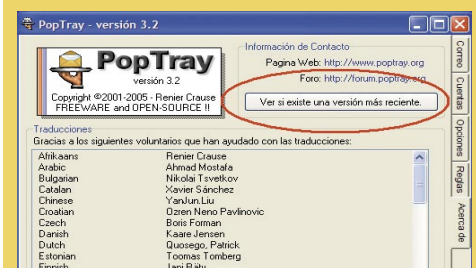 PopTray - versión 3.2
PopTray
versión 3.2
Copyright ©2001-2005 - Renier Crause
FREEWARE and OPEN-SOURCE !!
Información de Contacto
Pagina Web: http://www.poptray.org
Foro: http://forum.poptray.org
Ver si existe una versión más reciente.
Correo
Cuentas
Opciones
Reglas
Acerca de
Traducciones
Gracias a los siguientes voluntarios que han ayudado con las traducciones:
Afrikaans Renier Crause
Arabic Ahmad Mostafa
Bulgarian Nikolai Tsvetkov
Catalan Xavier Sánchez
Chinese YanJun.Liu
Croatian Ozren Neno Pavlinovic
Czech Boris Forman
Danish Kaare Jensen
Dutch Quosego, Patrick
Estonian Toomas Tomberg
Finnish Jani